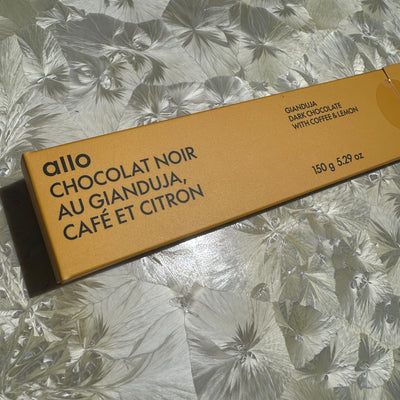 allo
CHOCOLAT NOIR
AU GIANDUJA,
CAFÉ ET CITRON
GIANDUJA
DARK CHOCOLATE
WITH COFFEE & LEMON
150 g 5.29 oz